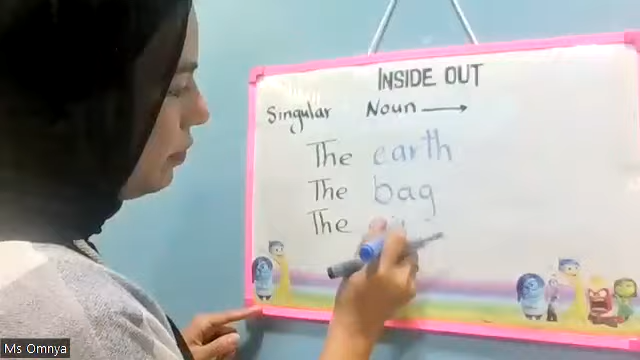 INSIDE OUT
Singular Noun →
The earth
The bag
The
Ms Omnya